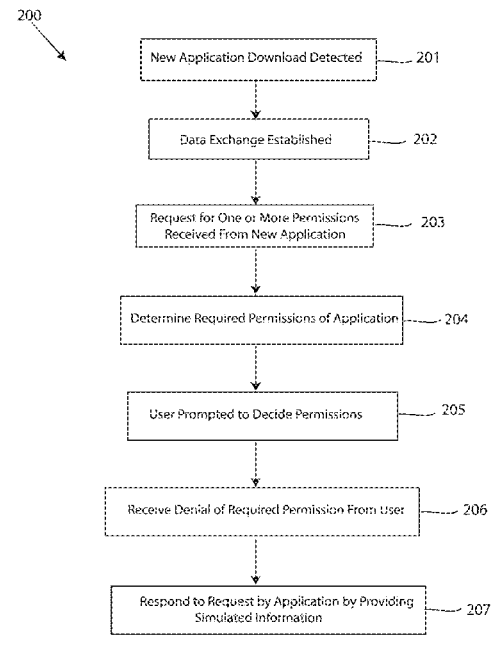 200
New Application Download Detected
201
Data Exchange Established
202
Request for One or More Permissions
Received From New Application
203
Determine Required Permissions of Application
204
User Prompted to Decide Permissions
205
Receive Denial of Required Permission From User
206
Respond to Request by Application by Providing
Simulated Information
207